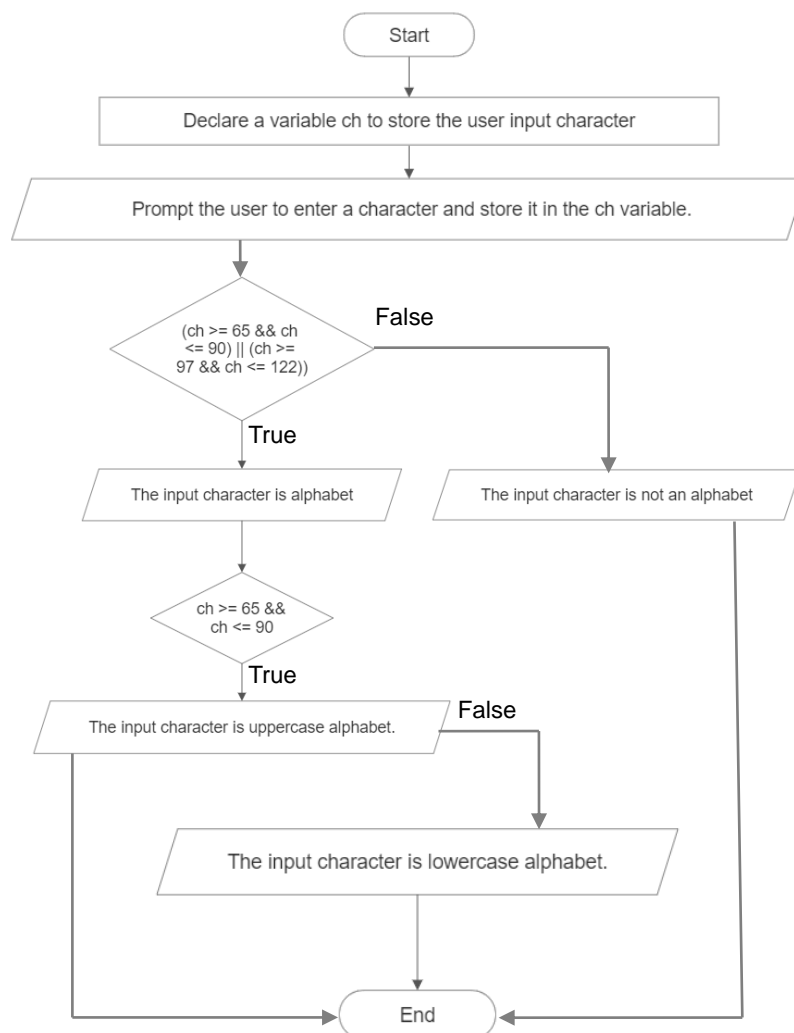 Start
Declare a variable ch to store the user input character
Prompt the user to enter a character and store it in the ch variable.
(ch >= 65 && ch
<= 90) || (ch >=
97 && ch <= 122))
False
True
The input character is alphabet
The input character is not an alphabet
ch >= 65 &&
ch <= 90
True
The input character is uppercase alphabet.
False
The input character is lowercase alphabet.
End